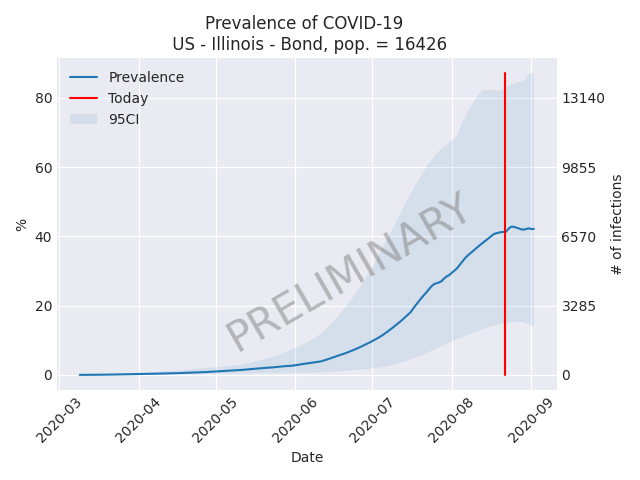 Prevalence of COVID-19
US - Illinois - Bond, pop. = 16426
Prevalence
Today
95CI
80
60
40
20
0
%
13140
9855
6570
3285
0
# of infections
PRELIMINARY
2020-03
2020-04
2020-05
2020-06
2020-07
2020-08
2020-09
Date